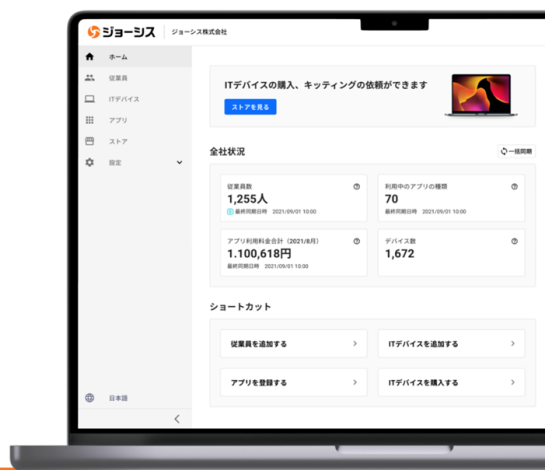 ジョーシス
ジョーシス株式会社
ホーム
従業員
ITデバイス
アプリ
ストア
設定
日本語
ITデバイスの購入、キッティングの依頼ができます
ストアを見る
全社状況
一括同期
従業員数
1,255人
最終同期日時 2021/09/01 10:00
利用中のアプリの種類
70
最終同期日時 2021/09/01 10:00
アプリ利用料金合計（2021/8月）
1.100,618円
最終同期日時 2021/09/01 10:00
デバイス数
1,672
ショートカット
従業員を追加する
ITデバイスを追加する
アプリを登録する
ITデバイスを購入する